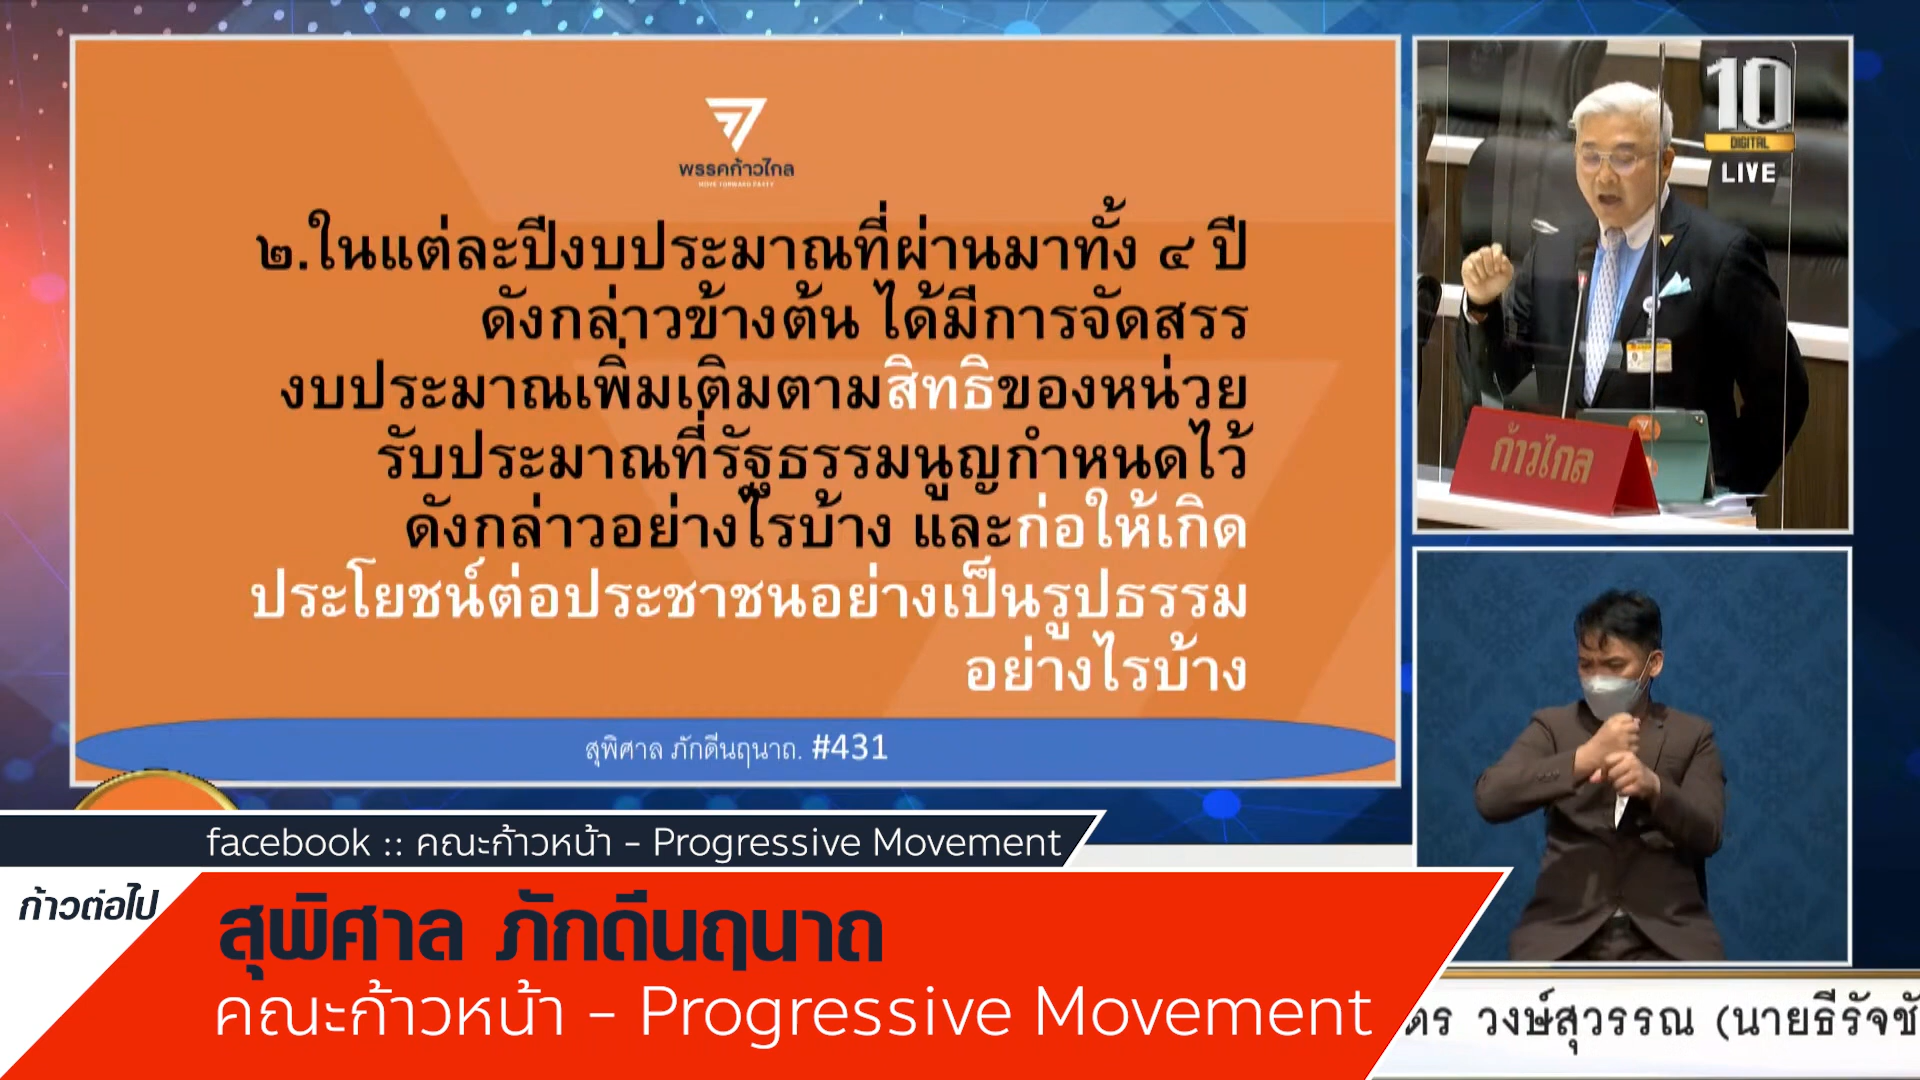 พรรคก้าวไกล
MOVE FORWARD PARTY
๒.ในแต่ละปีงบประมาณที่ผ่านมาทั้ง ๔ ปี
ดังกล่าวข้างต้น ได้มีการจัดสรร
งบประมาณเพิ่มเติมตามสิทธิของหน่วย
รับประมาณที่รัฐธรรมนูญกำหนดไว้
ดังกล่าวอย่างไรบ้าง และก่อให้เกิด
ประโยชน์ต่อประชาชนอย่างเป็นรูปธรรม
อย่างไรบ้าง
สุพิศาล ภักดีนฤนาถ. #431
10
DIGITAL
LIVE
ก้าวไกล
facebook :: คณะก้าวหน้า - Progressive Movement
ก้าวต่อไป
สุพิศาล ภักดีนฤนาถ
คณะก้าวหน้า - Progressive Movement
วงษ์สุวรรณ (นายธีรัจชั